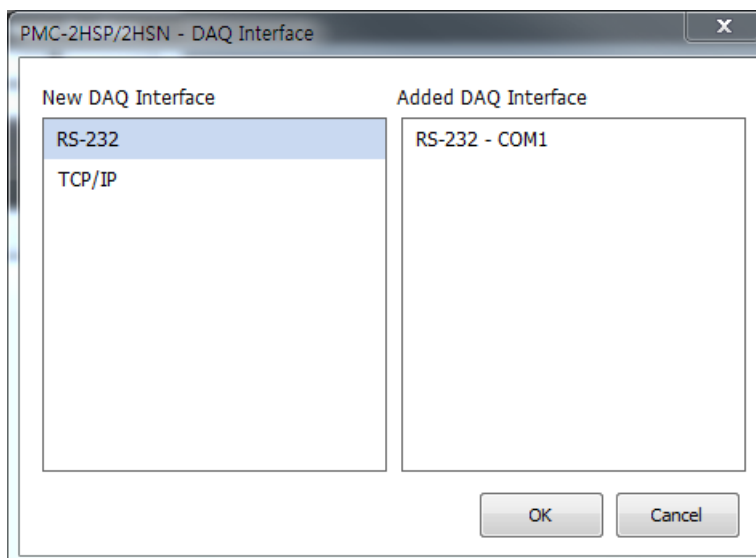 PMC-2HSP/2HSN - DAQ Interface
x
New DAQ Interface
Added DAQ Interface
RS-232
TCP/IP
RS-232 - COM1
OK
Cancel